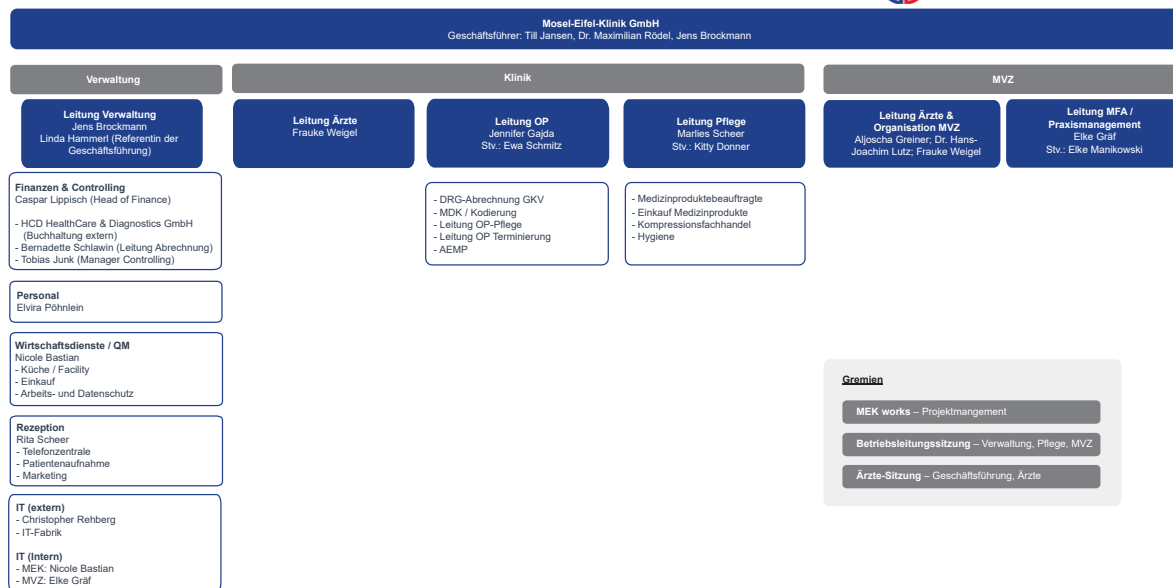 Mosel-Eifel-Klinik GmbH
Geschäftsführer: Till Jansen, Dr. Maximilian Rödel, Jens Brockmann
Verwaltung
Klinik
MVZ
Leitung Verwaltung
Jens Brockmann
Linda Hammerl (Referentin der
Geschäftsführung)
Leitung Ärzte
Frauke Weigel
Leitung OP
Jennifer Gajda
Stv.: Ewa Schmitz
Leitung Pflege
Marlies Scheer
Stv.: Kitty Donner
Leitung Ärzte &
Organisation MVZ
Aljoscha Greiner; Dr. Hans-
Joachim Lutz; Frauke Weigel
Leitung MFA /
Praxismanagement
Elke Gräf
Stv.: Elke Manikowski
Finanzen & Controlling
Caspar Lippisch (Head of Finance)
- HCD HealthCare & Diagnostics GmbH
(Buchhaltung extern)
- Bernadette Schlawin (Leitung Abrechnung)
- Tobias Junk (Manager Controlling)
- DRG-Abrechnung GKV
- MDK / Kodierung
- Leitung OP-Pflege
- Leitung OP Terminierung
- AEMP
- Medizinproduktebeauftragte
- Einkauf Medizinprodukte
- Kompressionsfachhandel
- Hygiene
Personal
Elvira Pöhnlein
Wirtschaftsdienste / QM
Nicole Bastian
- Küche / Facility
- Einkauf
- Arbeits- und Datenschutz
Rezeption
Rita Scheer
- Telefonzentrale
- Patientenaufnahme
- Marketing
IT (extern)
- Christopher Rehberg
- IT-Fabrik
IT (Intern)
- MEK: Nicole Bastian
- MVZ: Elke Gräf
Gremien
MEK works – Projektmangement
Betriebsleitungssitzung – Verwaltung, Pflege, MVZ
Ärzte-Sitzung – Geschäftsführung, Ärzte